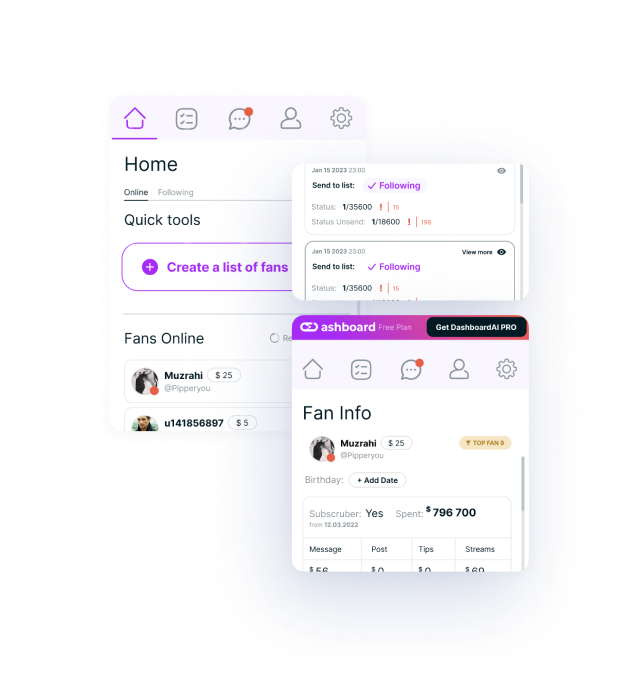 Home
Online Following
Quick tools
Create a list of fans
Fans Online
Muzrahi $ 25
@Pipperyou
u141856897 $ 5
Jan 15 2023 23:00
Send to list: Following
Status: 1/35600 ! 15
Status Unsend: 1/18600 ! 198
Jan 15 2023 23:00 View more
Send to list: Following
Status: 1/35600 ! 15
ashboard Free Plan Get DashboardAI PRO
Fan Info
Muzrahi $ 25 TOP FAN 9
@Pipperyou
Birthday: + Add Date
Subscruber: Yes Spent: $ 796 700
from 12.03.2022
Message Post Tips Streams
$ 56 $ 0 $ 0 $ 69